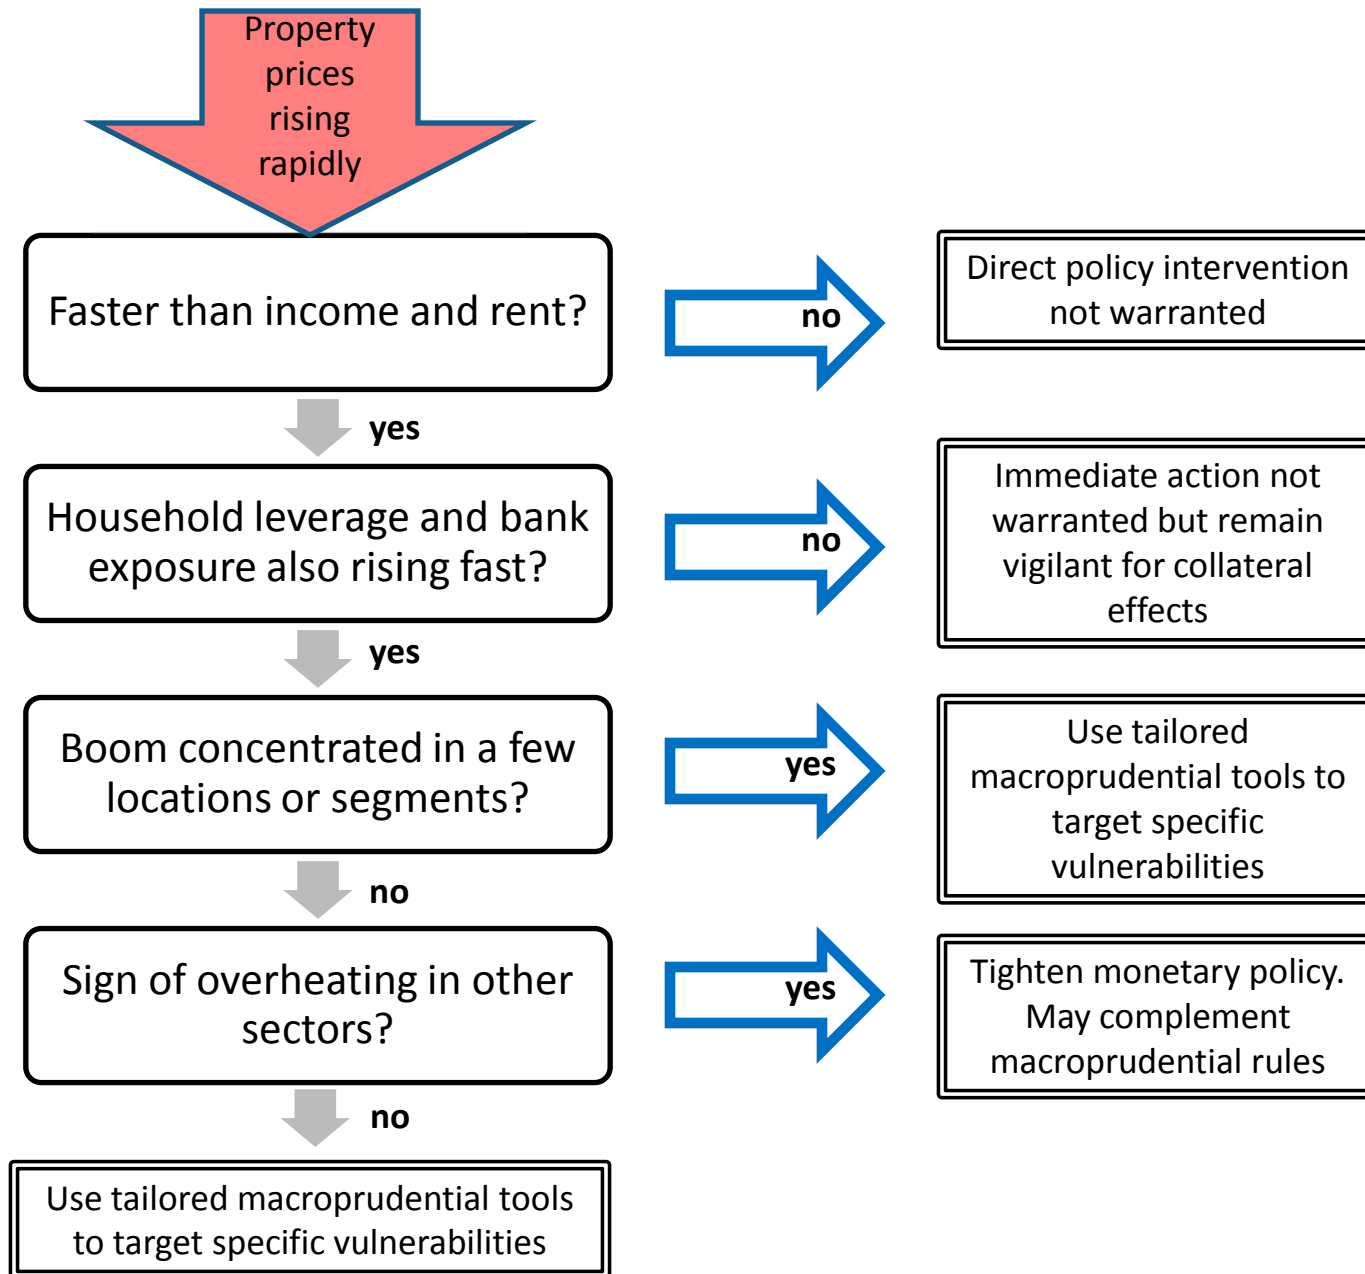 Property
prices
rising
rapidly
Faster than income and rent?
no
Direct policy intervention
not warranted
yes
Household leverage and bank
exposure also rising fast?
no
Immediate action not
warranted but remain
vigilant for collateral
effects
yes
Boom concentrated in a few
locations or segments?
yes
Use tailored
macroprudential tools to
target specific
vulnerabilities
no
Sign of overheating in other
sectors?
yes
Tighten monetary policy.
May complement
macroprudential rules
no
Use tailored macroprudential tools
to target specific vulnerabilities